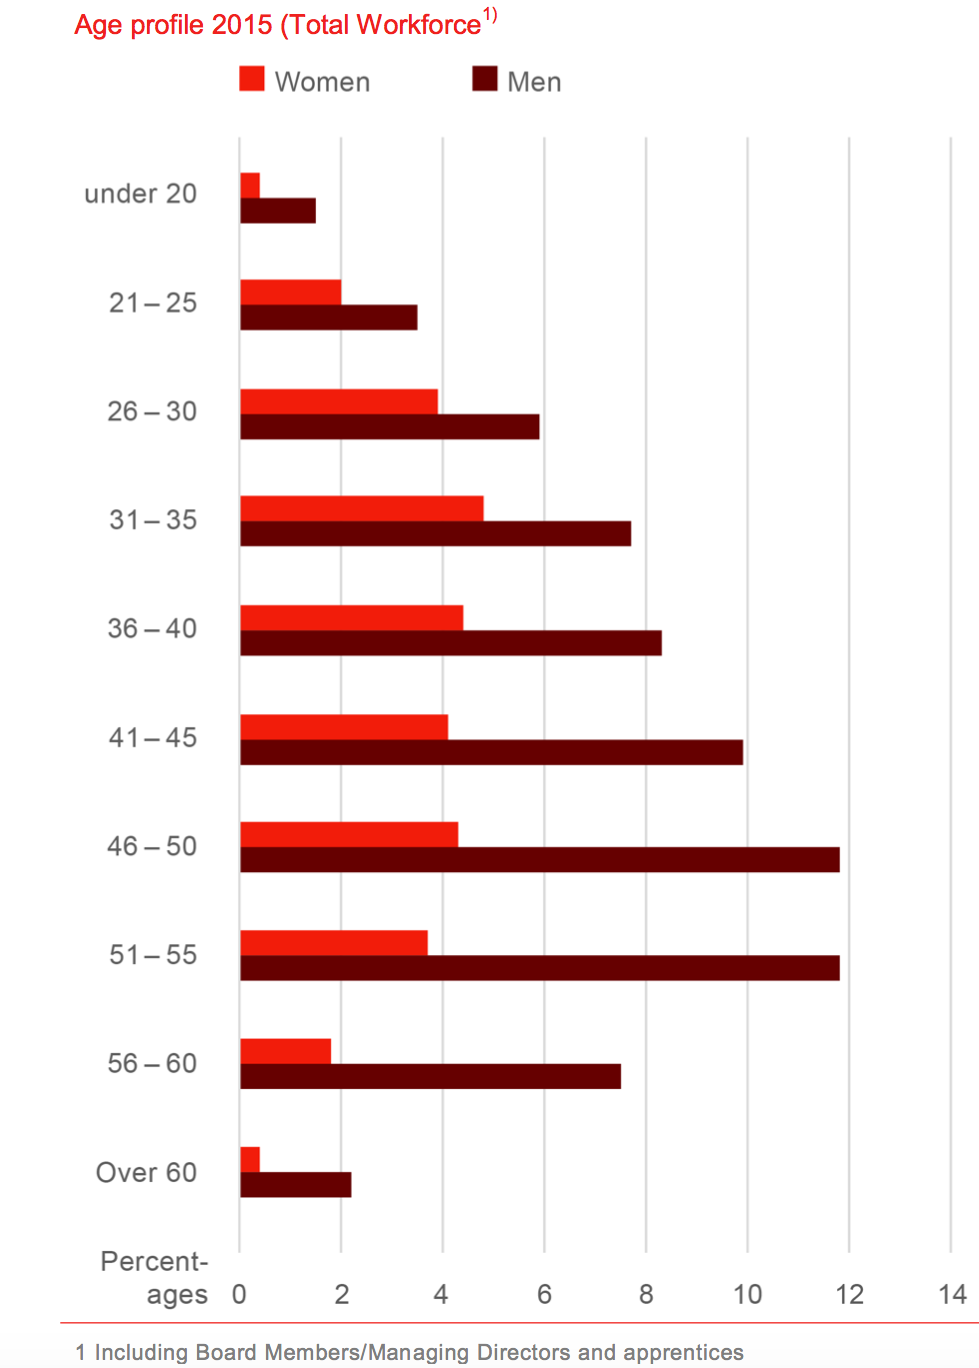 Age profile 2015 (Total Workforce1)
Women Men
under 20
21 – 25
26 – 30
31 – 35
36 – 40
41 – 45
46 – 50
51 – 55
56 – 60
Over 60
Percent-
ages 0 2 4 6 8 10 12 14
1 Including Board Members/Managing Directors and apprentices